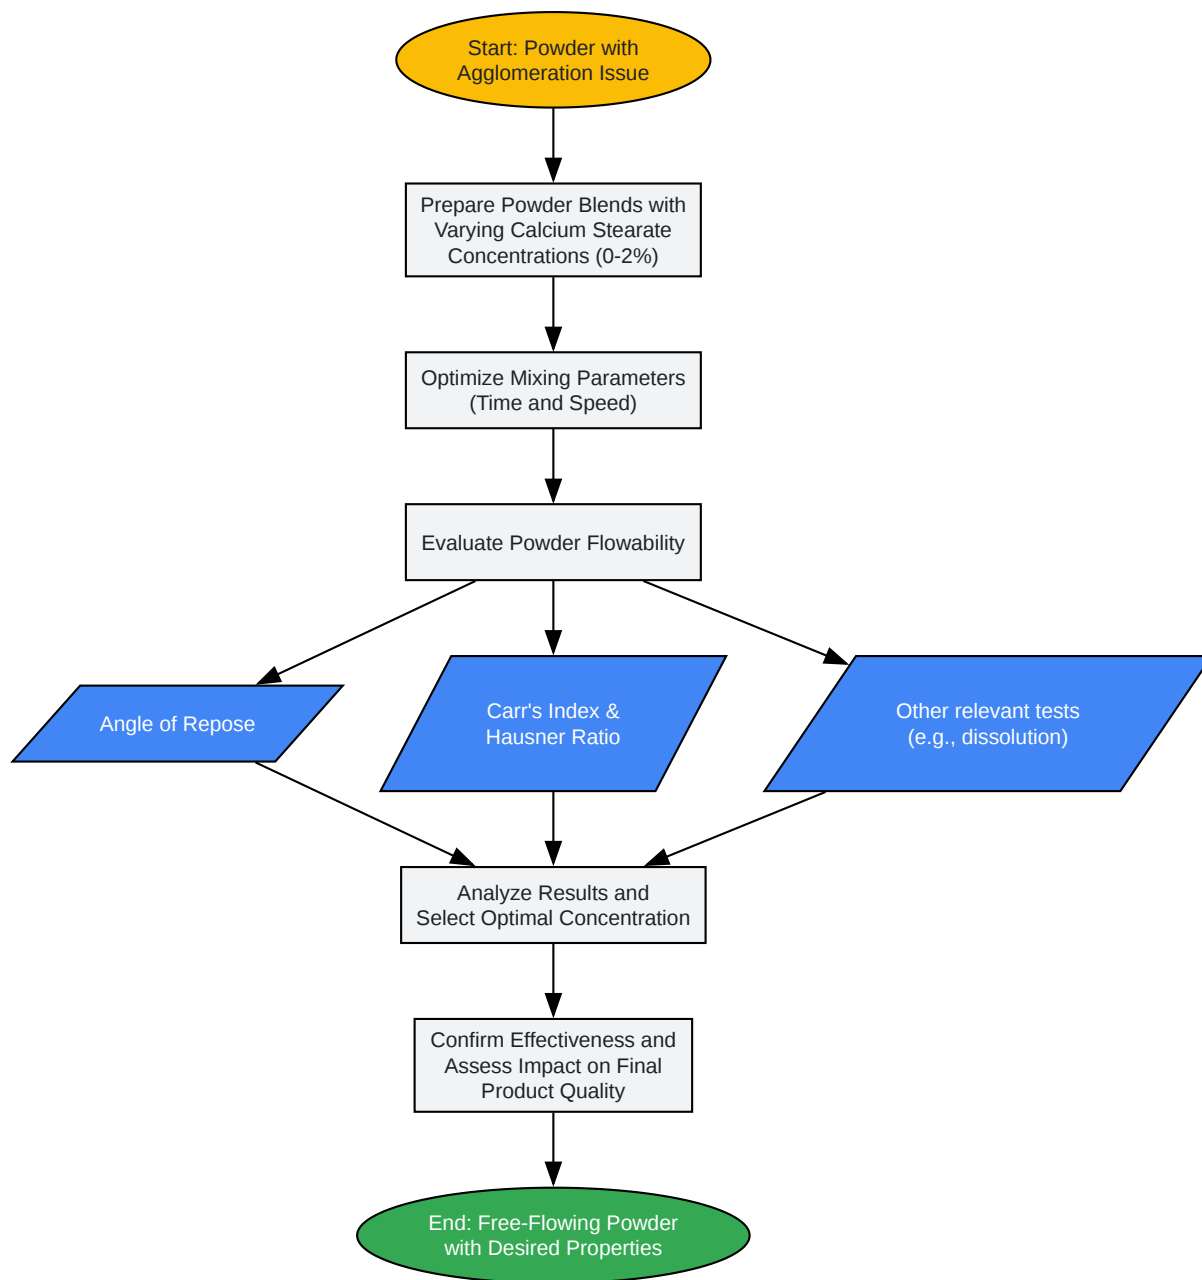 Start: Powder with
Agglomeration Issue
Prepare Powder Blends with
Varying Calcium Stearate
Concentrations (0-2%)
Optimize Mixing Parameters
(Time and Speed)
Evaluate Powder Flowability
Angle of Repose
Carr's Index &
Hausner Ratio
Other relevant tests
(e.g., dissolution)
Analyze Results and
Select Optimal Concentration
Confirm Effectiveness and
Assess Impact on Final
Product Quality
End: Free-Flowing Powder
with Desired Properties